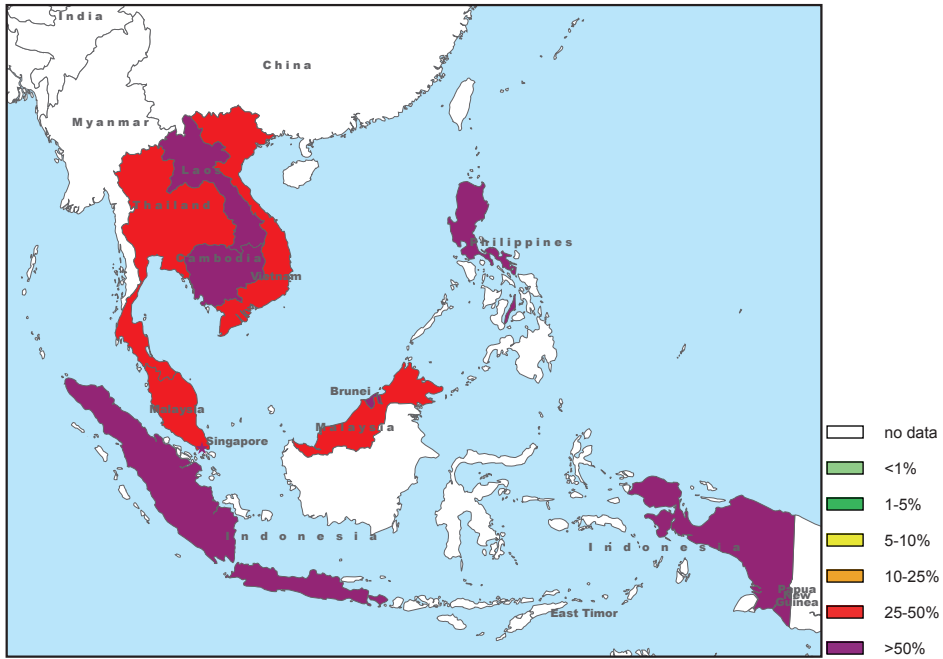 India
China
Myanmar
Laos
Thailand
Philippines
Cambodia
Vietnam
Brunei
Malaysia
Malaysia
Singapore
Indonesia
Indonesia
Papua
New
Guinea
East Timor
no data
<1%
1-5%
5-10%
10-25%
25-50%
>50%